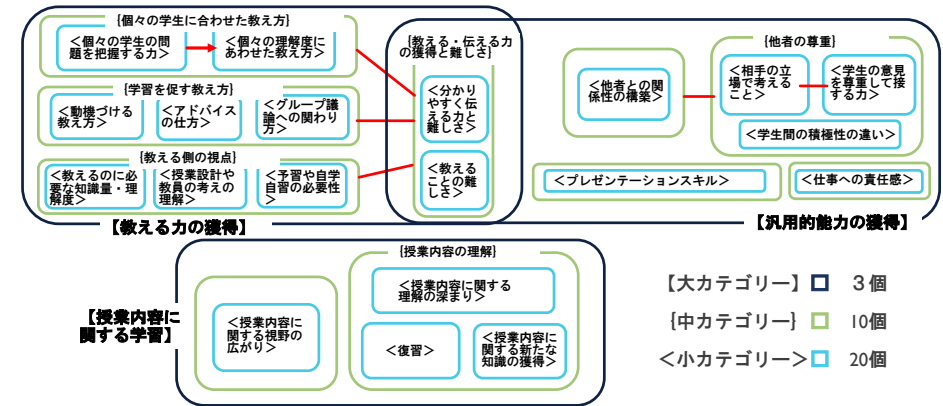 {個々の学生に合わせた教え方}
<個々の学生の問
題を把握する力>
<個々の理解度に
あわせた教え方>
{学習を促す教え方}
<動機づける
教え方>
<アドバイス
の仕方>
<グループ議
論への関わり
方>
{教える側の視点}
<教えるのに必
要な知識量・理
解度>
<授業設計や
教員の考えの
理解>
<予習や自学
自習の必要性
>
【教える力の獲得】
{教える・伝える力
の獲得と難しさ}
<分かり
やすく伝
える力と
難しさ>
<教える
ことの難
しさ>
<他者との関
係性の構築>
{他者の尊重}
<相手の立
場で考える
こと>
<学生の意見
を尊重して接
する力>
<学生間の積極性の違い>
<プレゼンテーションスキル>
<仕事への責任感>
【汎用的能力の獲得】
【授業内容に
関する学習】
<授業内容に
関する視野の
広がり>
{授業内容の理解}
<授業内容に関する
理解の深まり>
<復習>
<授業内容に
関する新たな
知識の獲得>
【大カテゴリー】 3個
{中カテゴリー} 10個
<小カテゴリー> 20個